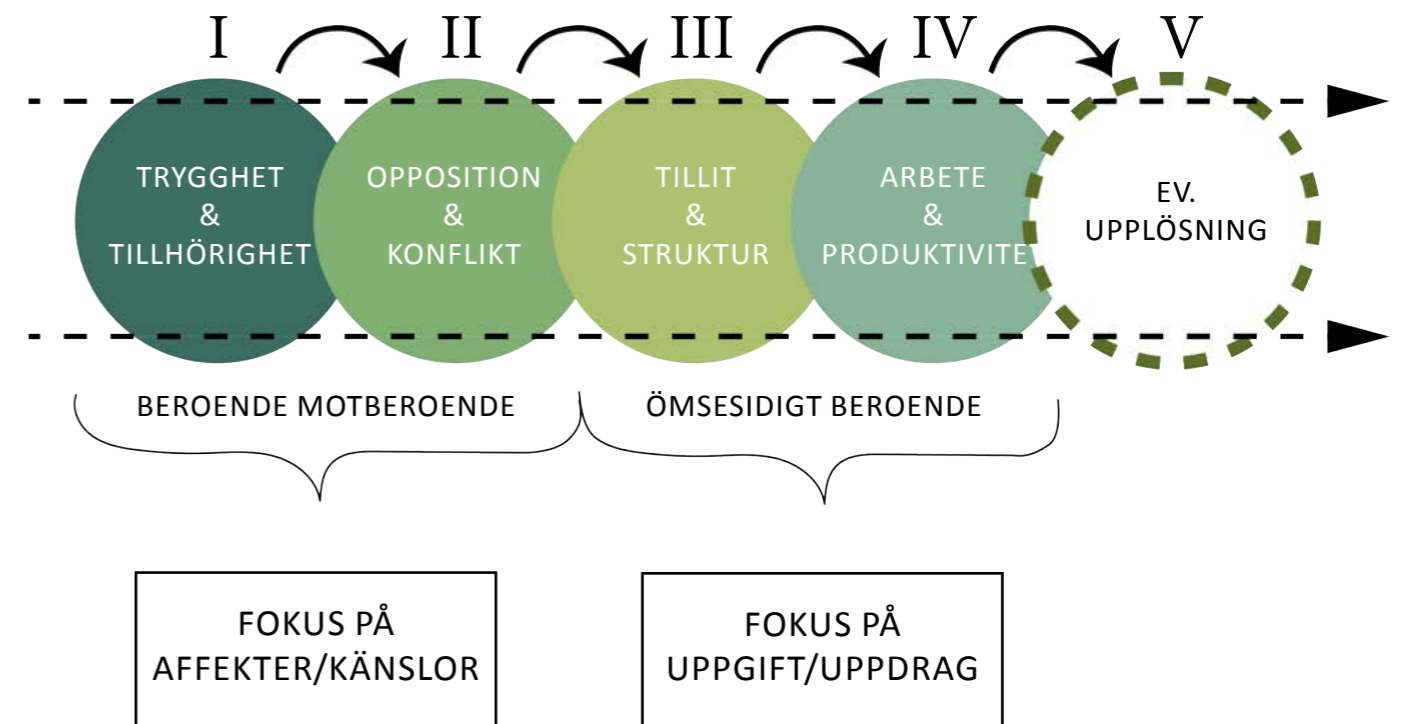 I II III IV V
TRYGGHET
&
TILLHÖRIGHET
OPPOSITION
&
KONFLIKT
TILLIT
&
STRUKTUR
ARBETE
&
PRODUKTIVITE
EV.
UPPLÖSNING
BEROENDE MOTBEROENDE
ÖMSESIDIGT BEROENDE
FOKUS PÅ
AFFEKTER/KÄNSLOR
FOKUS PÅ
UPPGIFT/UPPDRAG